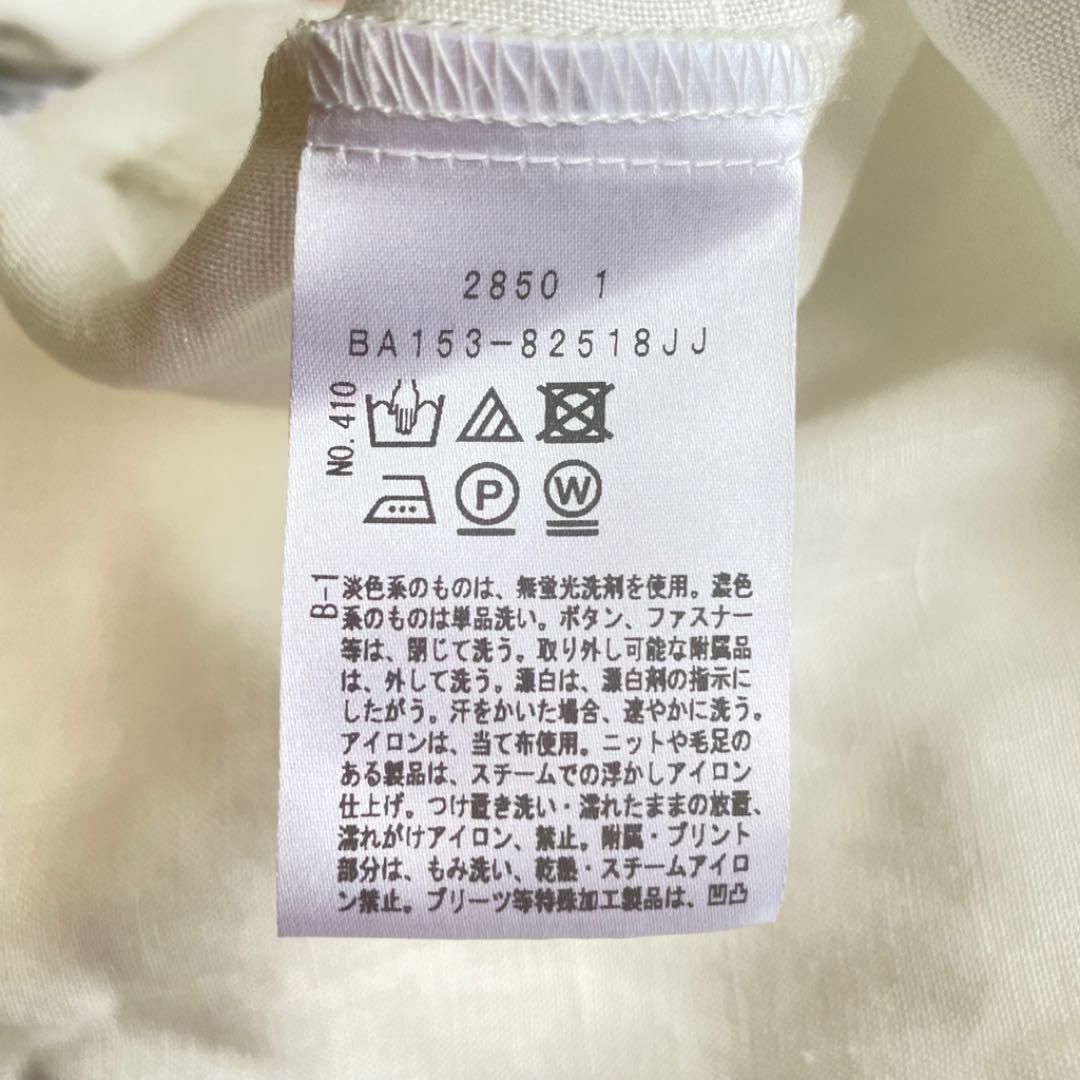 2850 1
BA153-82518JJ
NO.410
P W
B-1
淡色系のものは、無蛍光洗剤を使用。濃色
系のものは単品洗い。ボタン、ファスナー
等は、閉じて洗う。取り外し可能な附属品
は、外して洗う。漂白は、漂白剤の指示に
したがう。汗をかいた場合、速やかに洗う。
アイロンは、当て布使用。ニットや毛足の
ある製品は、スチームでの浮かしアイロン
仕上げ。つけ置き洗い・濡れたままの放置、
濡れがけアイロン、禁止。附属・プリント
部分は、もみ洗い、乾熱・スチームアイロ
ン禁止。プリーツ等特殊加工製品は、凹凸